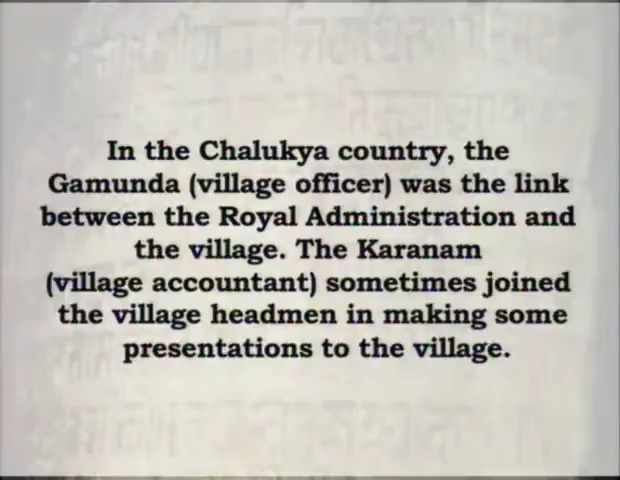 In the Chalukya country, the
Gamunda (village officer) was the link
between the Royal Administration and
the village. The Karanam
(village accountant) sometimes joined
the village headmen in making some
presentations to the village.